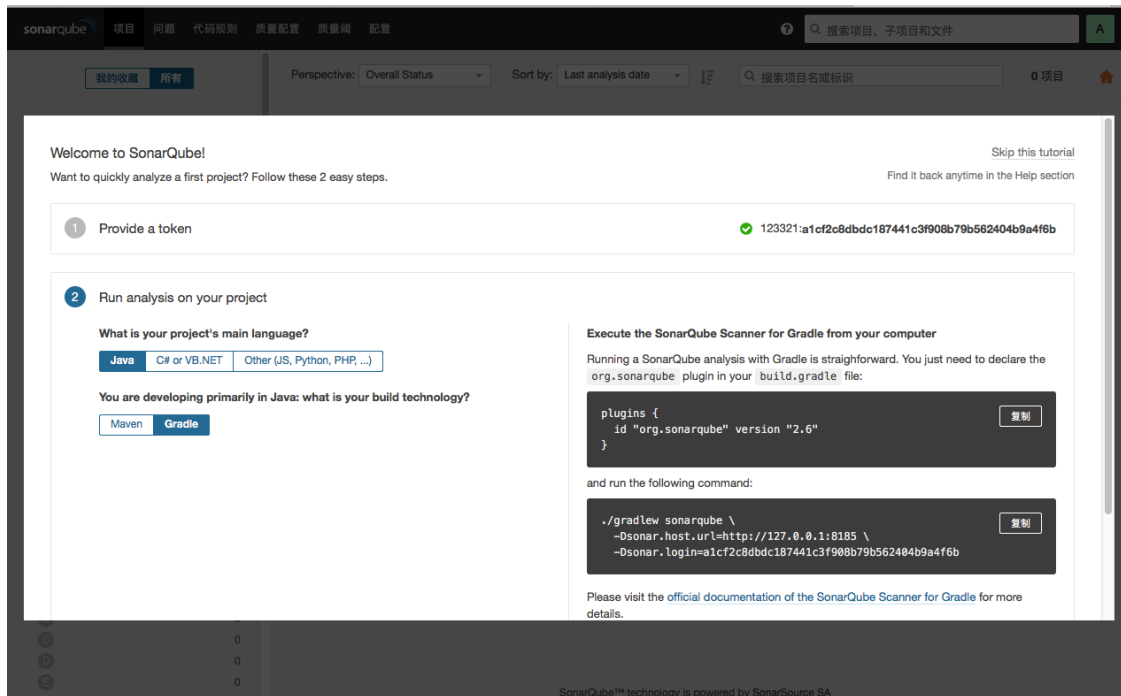 sonarqube 项目 问题 代码规则 质量配置 质量阈 配置 搜索项目、子项目和文件 A
我的收藏 所有 Perspective: Overall Status Sort by: Last analysis date 搜索项目名或标识 0 项目
Welcome to SonarQube! Skip this tutorial
Want to quickly analyze a first project? Follow these 2 easy steps. Find it back anytime in the Help section
1 Provide a token 123321:a1cf2c8dbdc187441c3f908b79b562404b9a4f6b
2 Run analysis on your project
What is your project's main language?
Java C# or VB.NET Other (JS, Python, PHP, ...)
You are developing primarily in Java: what is your build technology?
Maven Gradle
Execute the SonarQube Scanner for Gradle from your computer
Running a SonarQube analysis with Gradle is straighforward. You just need to declare the
org.sonarqube plugin in your build.gradle file:
plugins { 复制
id "org.sonarqube" version "2.6"
}
and run the following command:
./gradlew sonarqube \ 复制
-Dsonar.host.url=http://127.0.0.1:8185 \
-Dsonar.login=a1cf2c8dbdc187441c3f908b79b562404b9a4f6b
Please visit the official documentation of the SonarQube Scanner for Gradle for more
details.
C 0
D 0
E 0
SonarQube™ technology is powered by SonarSource SA